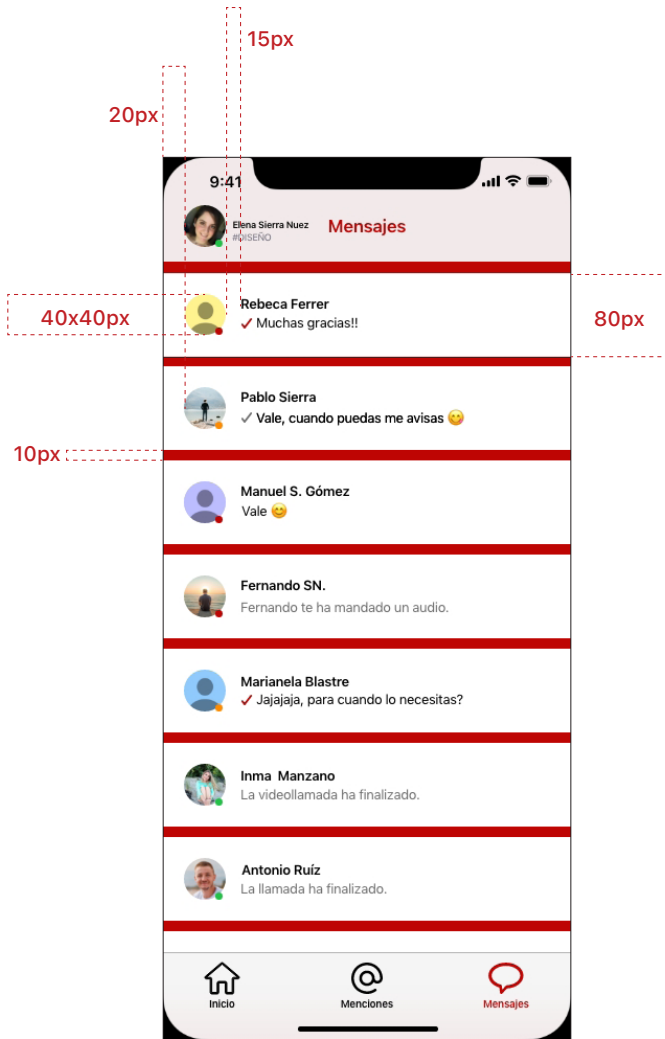 15px
20px
9:41
Elena Sierra Nuez
#DISEÑO
Mensajes
40x40px
Rebeca Ferrer
Muchas gracias!!
80px
Pablo Sierra
Vale, cuando puedas me avisas 😊
10px
Manuel S. Gómez
Vale 😊
Fernando SN.
Fernando te ha mandado un audio.
Marianela Blastre
Jajajaja, para cuando lo necesitas?
Inma Manzano
La videollamada ha finalizado.
Antonio Ruíz
La llamada ha finalizado.
Inicio
Menciones
Mensajes